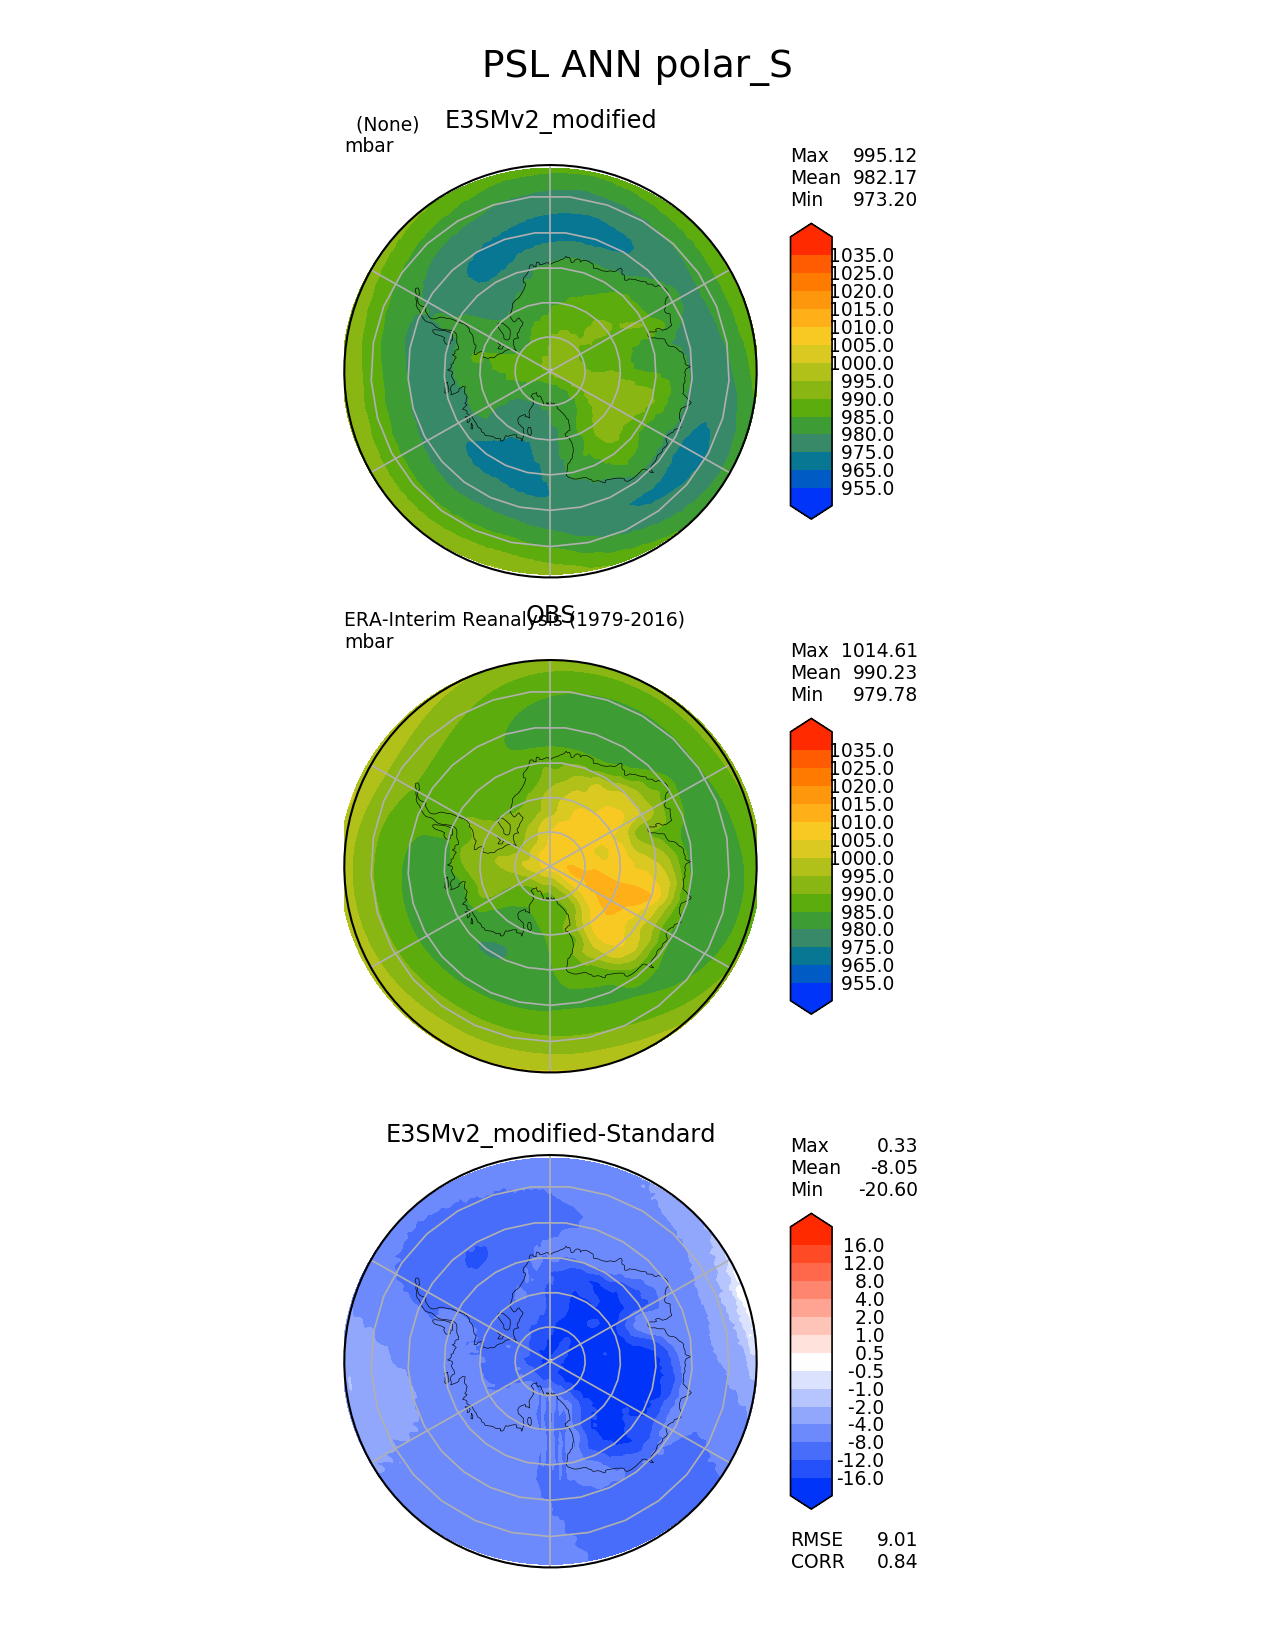 PSL ANN polar_S
E3SMv2_modified
(None)
mbar
Max 995.12
Mean 982.17
Min 973.20
1035.0
1025.0
1020.0
1015.0
1010.0
1005.0
1000.0
995.0
990.0
985.0
980.0
975.0
965.0
955.0
OBS
ERA-Interim Reanalysis (1979-2016)
mbar
Max 1014.61
Mean 990.23
Min 979.78
1035.0
1025.0
1020.0
1015.0
1010.0
1005.0
1000.0
995.0
990.0
985.0
980.0
975.0
965.0
955.0
E3SMv2_modified-Standard
Max 0.33
Mean -8.05
Min -20.60
16.0
12.0
8.0
4.0
2.0
1.0
0.5
-0.5
-1.0
-2.0
-4.0
-8.0
-12.0
-16.0
RMSE 9.01
CORR 0.84